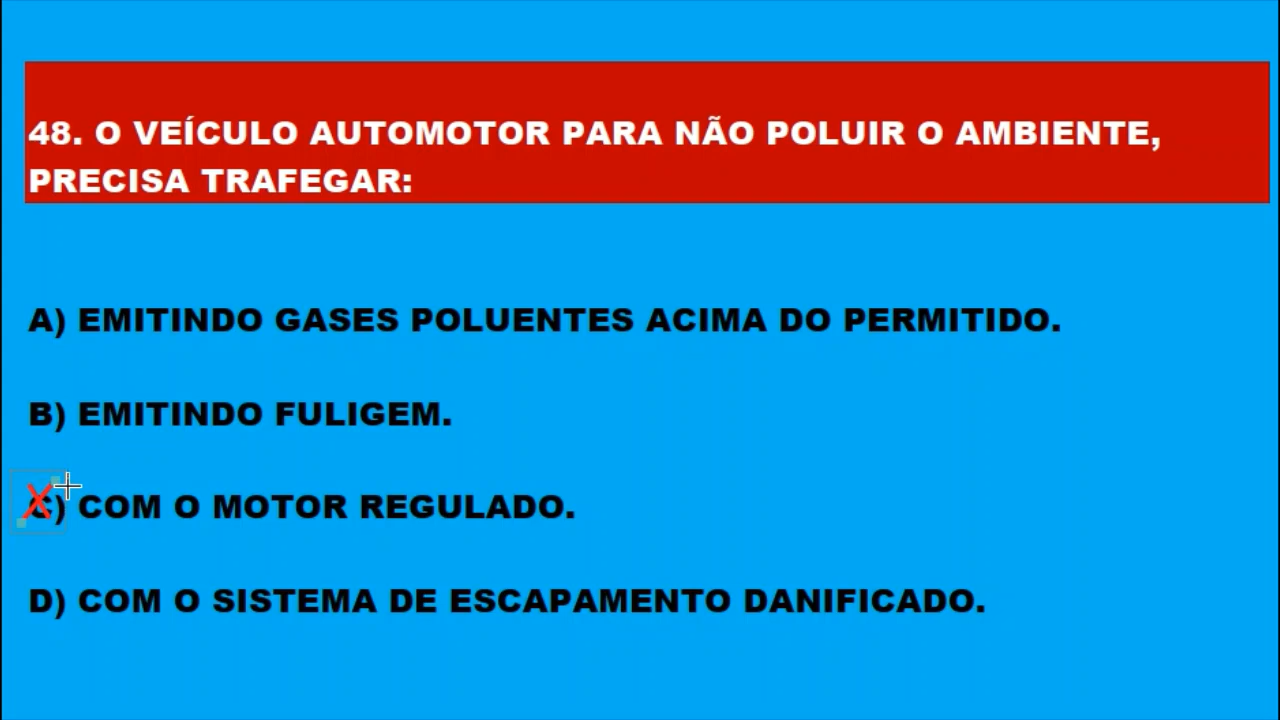 48. O VEÍCULO AUTOMOTOR PARA NÃO POLUIR O AMBIENTE,
PRECISA TRAFEGAR:
A) EMITINDO GASES POLUENTES ACIMA DO PERMITIDO.
B) EMITINDO FULIGEM.
C) COM O MOTOR REGULADO.
D) COM O SISTEMA DE ESCAPAMENTO DANIFICADO.